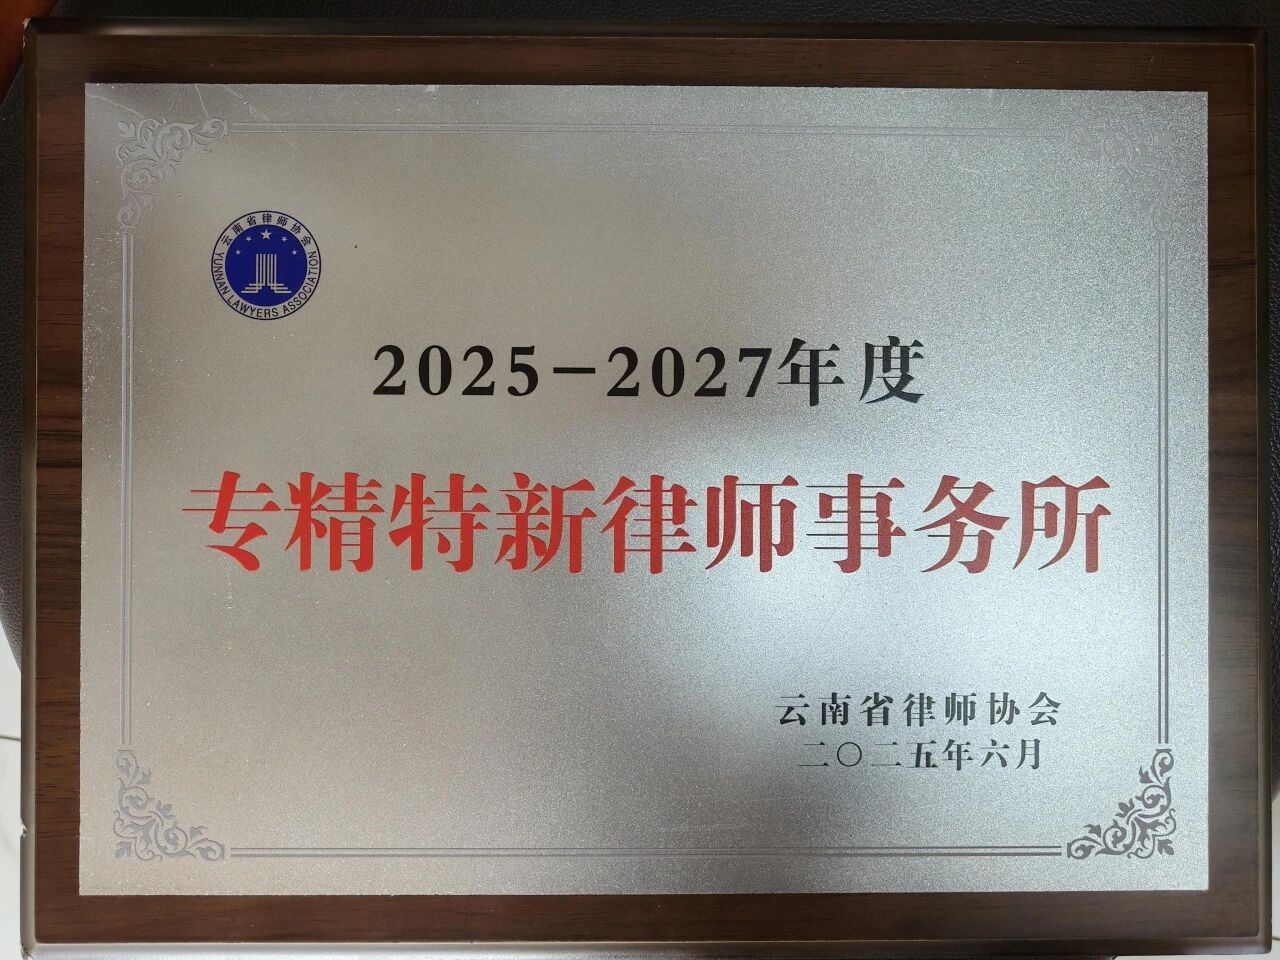 云南省律师协会
YUNNAN LAWYERS ASSOCIATION
2025-2027年度
专精特新律师事务所
云南省律师协会
二〇二五年六月